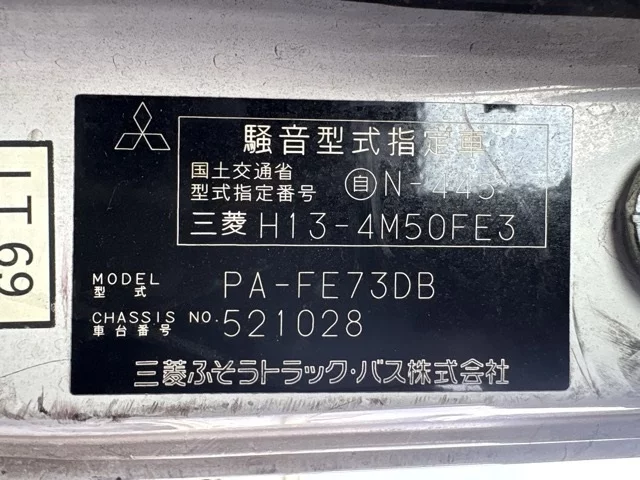 騒音型式指定車
国土交通省
型式指定番号 自N-445
三菱 H13-4M50FE3
MODEL
型式 PA-FE73DB
CHASSIS NO.
車台番号 521028
三菱ふそうトラック・バス株式会社
LT69